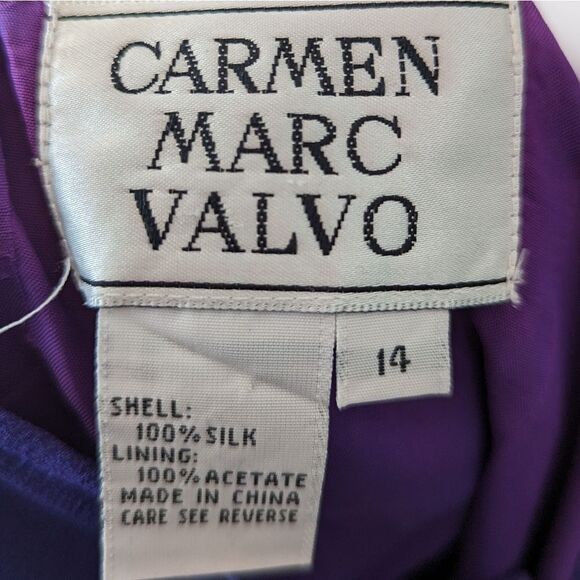 CARMEN
MARC
VALVO
14
SHELL:
100% SILK
LINING:
100% ACETATE
MADE IN CHINA
CARE SEE REVERSE